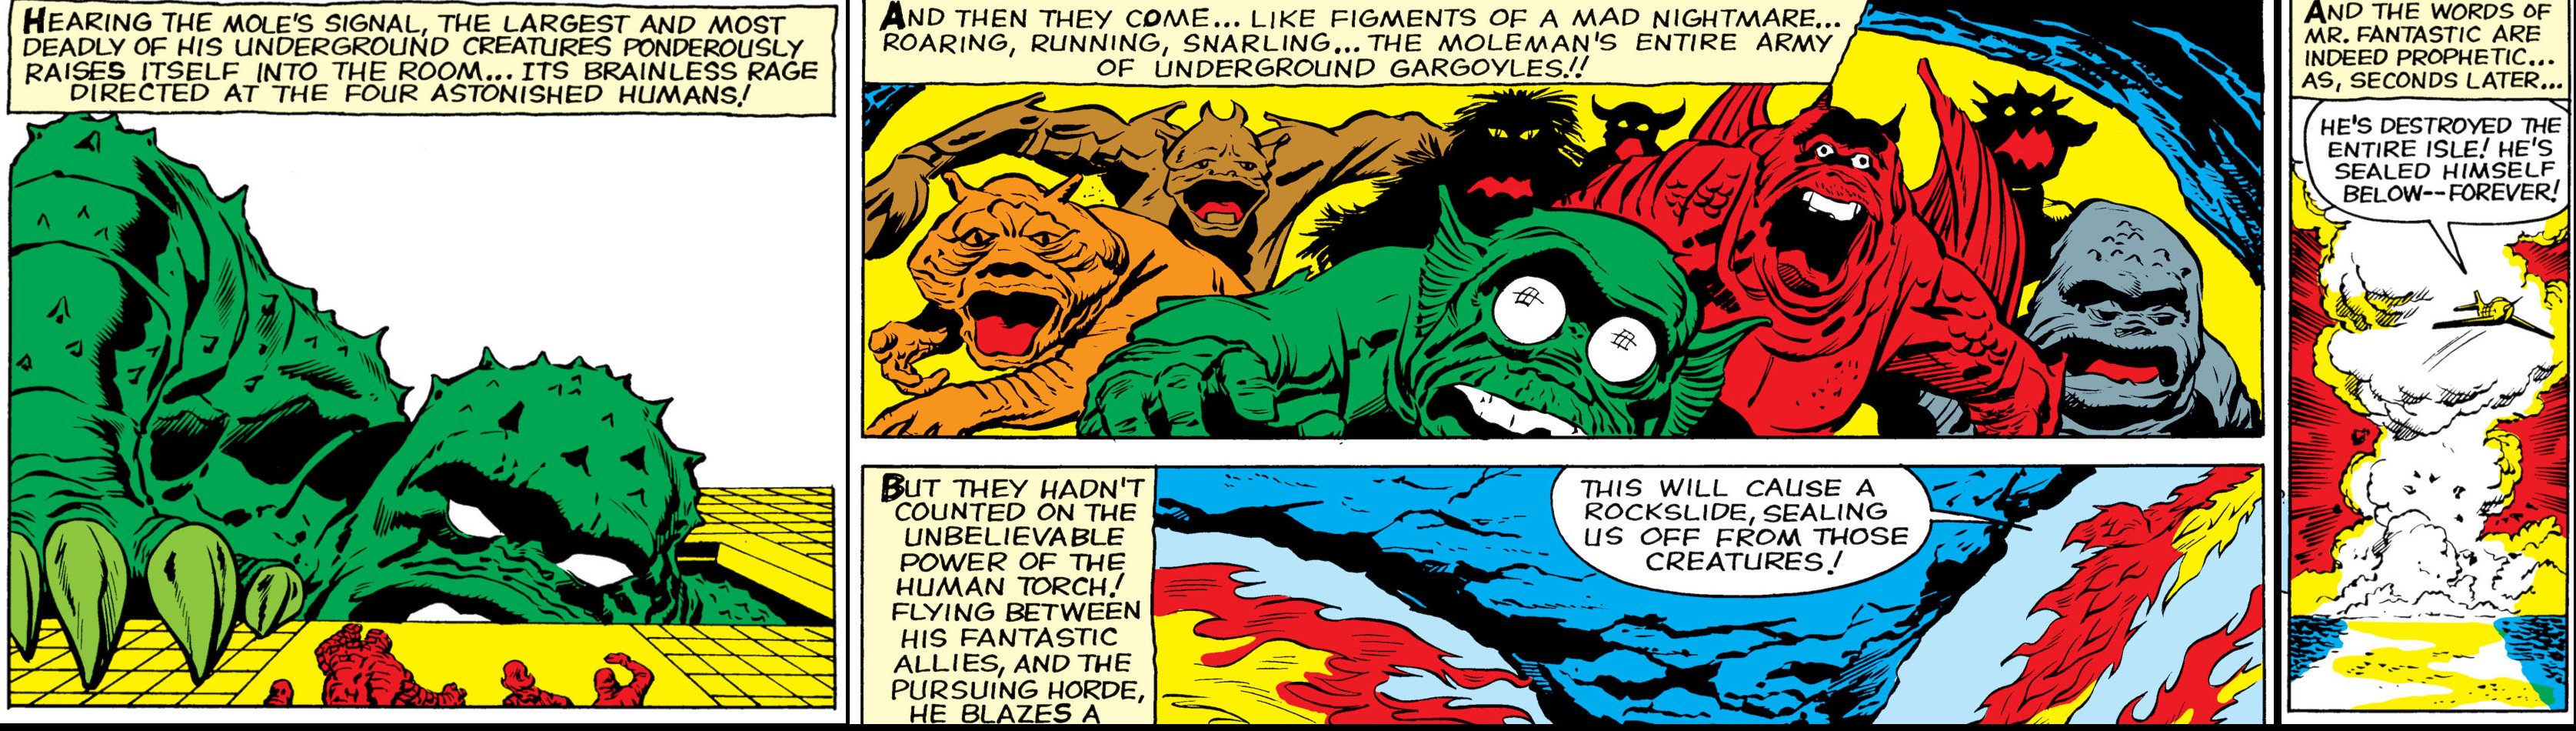 HEARING THE MOLE'S SIGNAL, THE LARGEST AND MOST
DEADLY OF HIS UNDERGROUND CREATURES PONDEROUSLY
RAISES ITSELF INTO THE ROOM... ITS BRAINLESS RAGE
DIRECTED AT THE FOUR ASTONISHED HUMANS!
AND THEN THEY COME... LIKE FIGMENTS OF A MAD NIGHTMARE...
ROARING, RUNNING, SNARLING... THE MOLEMAN'S ENTIRE ARMY
OF UNDERGROUND GARGOYLES!!
BUT THEY HADN'T
COUNTED ON THE
UNBELIEVABLE
POWER OF THE
HUMAN TORCH!
FLYING BETWEEN
HIS FANTASTIC
ALLIES, AND THE
PURSUING HORDE,
HE BLAZES A
THIS WILL CAUSE A
ROCKSLIDE, SEALING
US OFF FROM THOSE
CREATURES!
AND THE WORDS OF
MR. FANTASTIC ARE
INDEED PROPHETIC...
AS, SECONDS LATER...
HE'S DESTROYED THE
ENTIRE ISLE! HE'S
SEALED HIMSELF
BELOW--FOREVER!